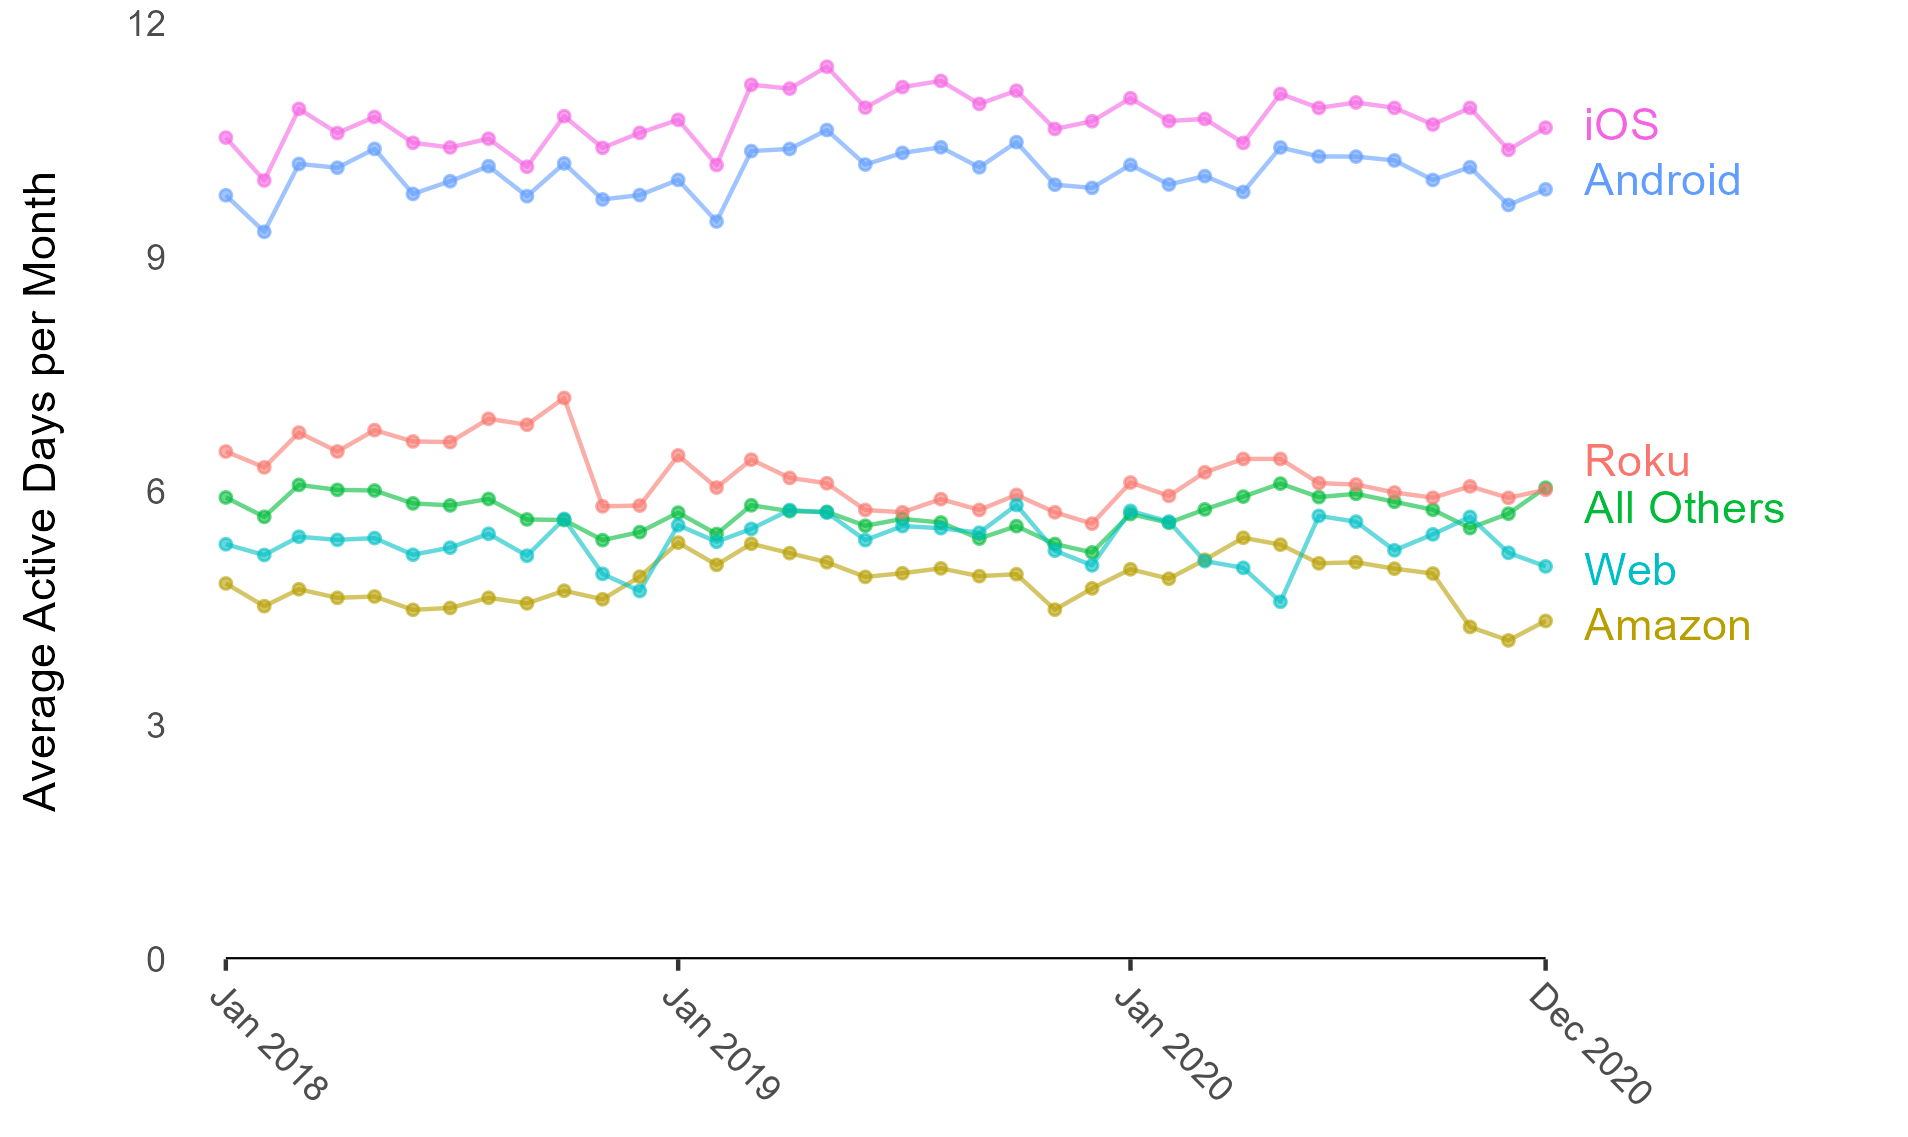 Average Active Days per Month
12
9
6
3
0
Jan 2018
Jan 2019
Jan 2020
Dec 2020
iOS
Android
Roku
All Others
Web
Amazon